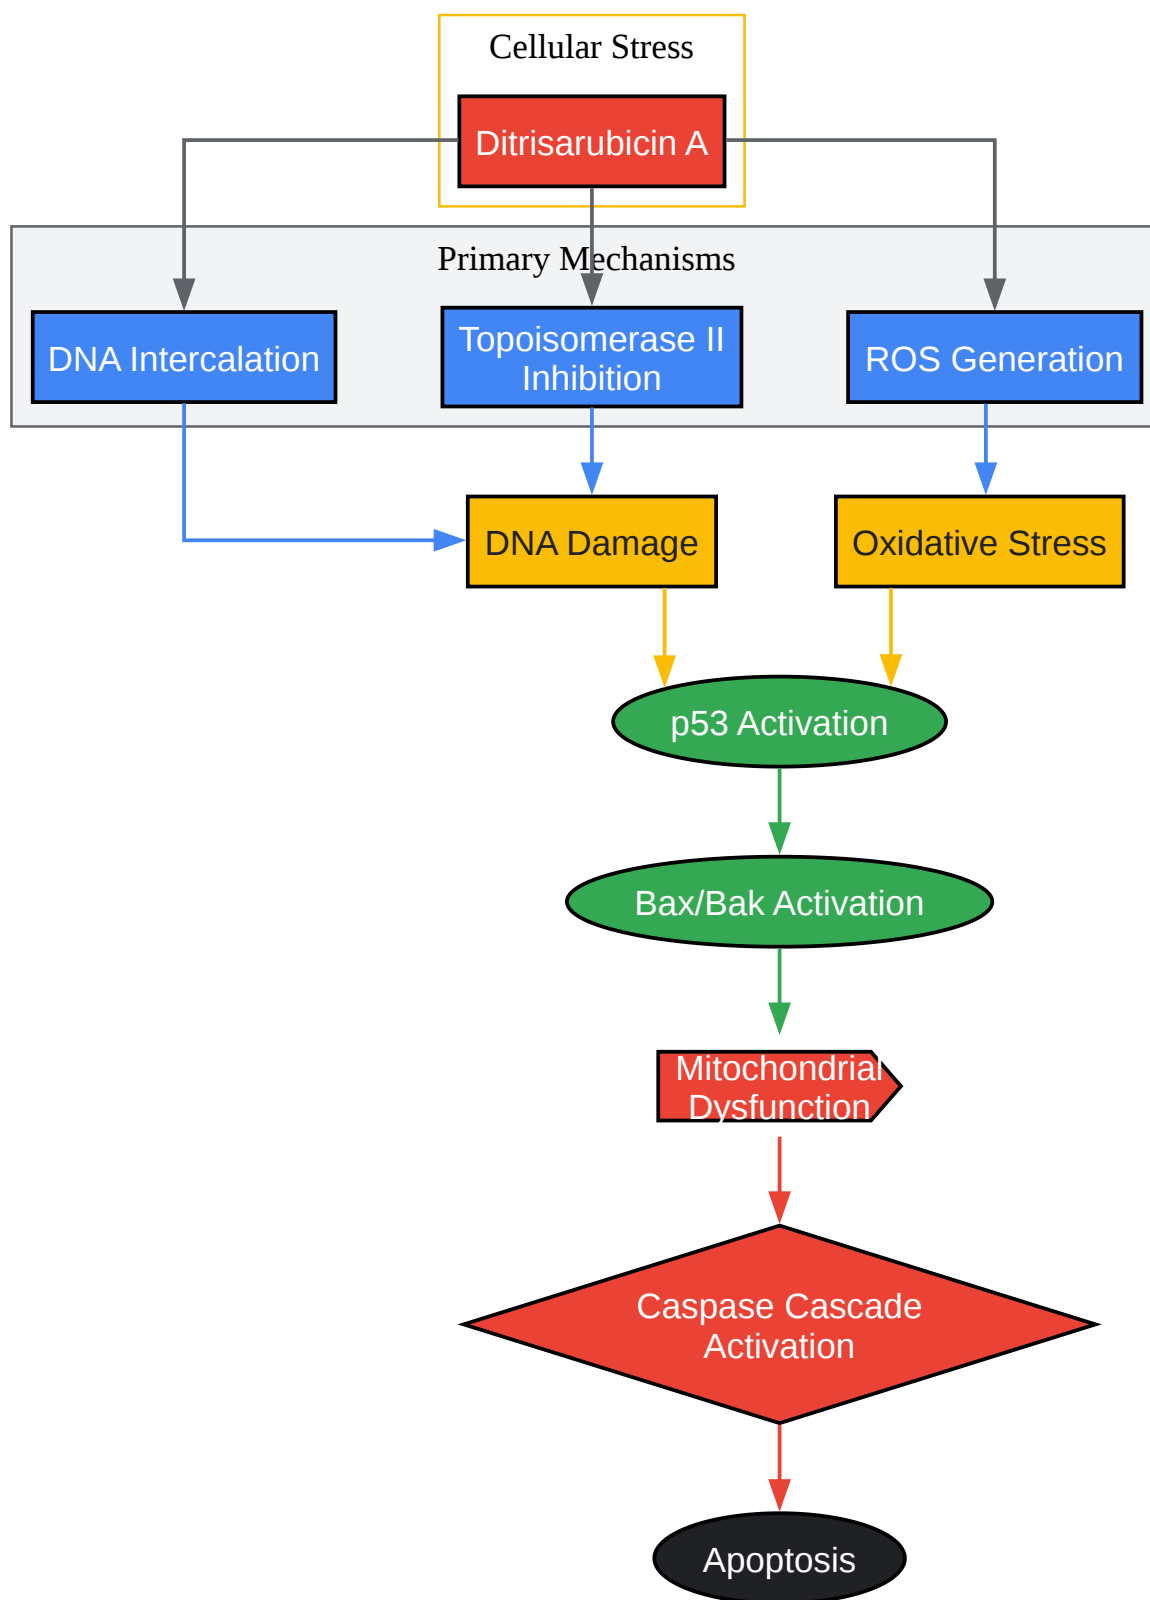 Cellular Stress
Ditrisarubicin A
Primary Mechanisms
DNA Intercalation
Topoisomerase II
Inhibition
ROS Generation
DNA Damage
Oxidative Stress
p53 Activation
Bax/Bak Activation
Mitochondrial
Dysfunction
Caspase Cascade
Activation
Apoptosis